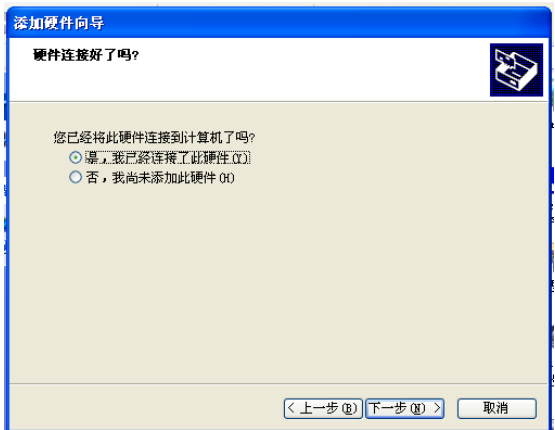 添加硬件向导
硬件连接好了吗?
您已经将此硬件连接到计算机了吗?
是，我已经连接了此硬件(Y)
否，我尚未添加此硬件(H)
< 上一步(B) 下一步(N) > 取消